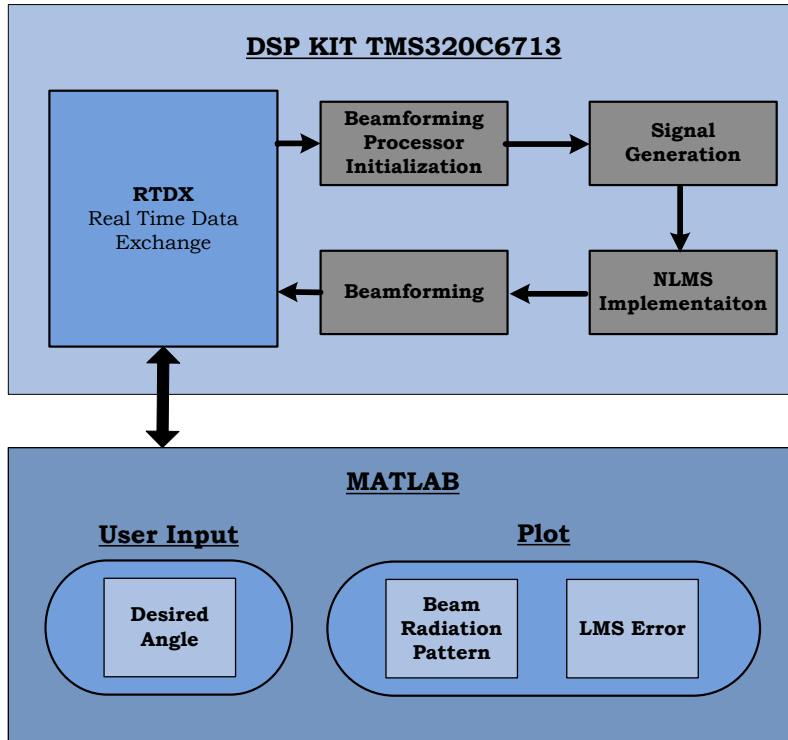 DSP KIT TMS320C6713
RTDX
Real Time Data
Exchange
Beamforming
Processor
Initialization
Signal
Generation
Beamforming
NLMS
Implementaiton
MATLAB
User Input
Desired
Angle
Plot
Beam
Radiation
Pattern
LMS Error